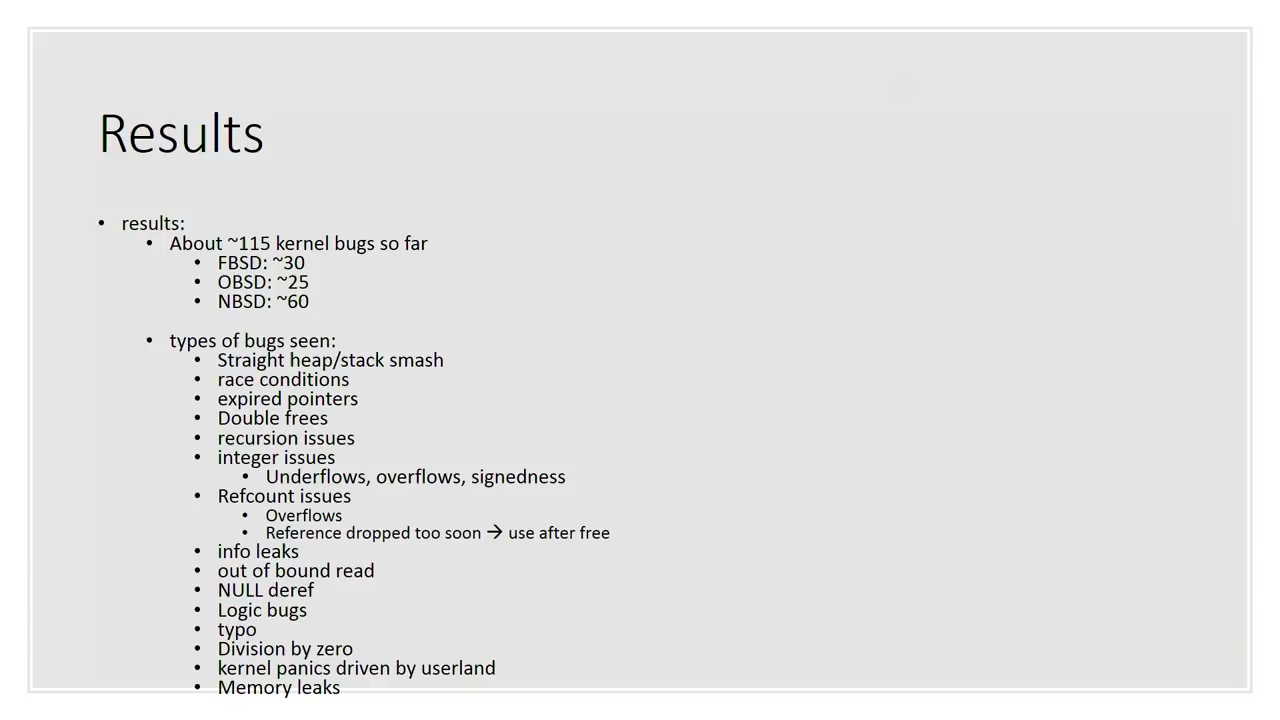 Results
• results:
• About ~115 kernel bugs so far
• FBSD: ~30
• OBSD: ~25
• NBSD: ~60
• types of bugs seen:
• Straight heap/stack smash
• race conditions
• expired pointers
• Double frees
• recursion issues
• integer issues
• Underflows, overflows, signedness
• Refcount issues
• Overflows
• Reference dropped too soon → use after free
• info leaks
• out of bound read
• NULL deref
• Logic bugs
• typo
• Division by zero
• kernel panics driven by userland
• Memory leaks